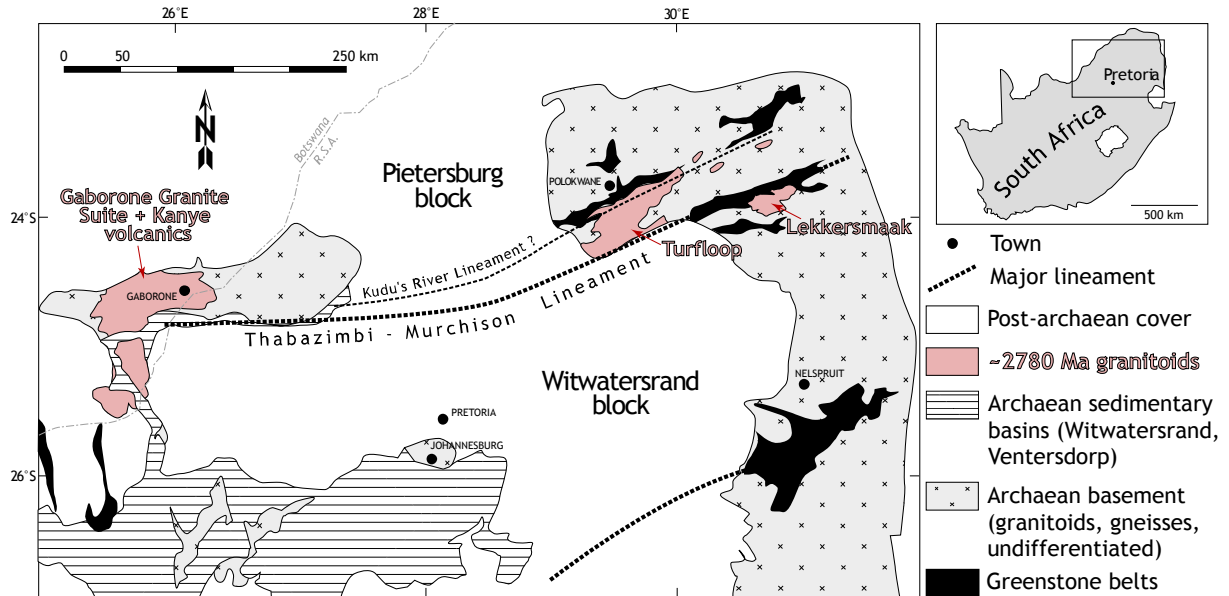 26°E
28°E
30°E
0
50
250 km
N
Botswana
R.S.A.
Pietersburg
block
POLOKWANE
24°S
Gaborone Granite
Suite + Kanye
volcanics
GABORONE
Kudu's River Lineament ?
Turfloop
Lekkersmaak
Thabazimbi - Murchison Lineament
Witwatersrand
block
NELSPRUIT
PRETORIA
JOHANNESBURG
26°S
26°E
28°E
30°E
Pretoria
South Africa
500 km
Town
Major lineament
Post-archaean cover
~2780 Ma granitoids
Archaean sedimentary
basins (Witwatersrand,
Ventersdorp)
Archaean basement
(granitoids, gneisses,
undifferentiated)
Greenstone belts